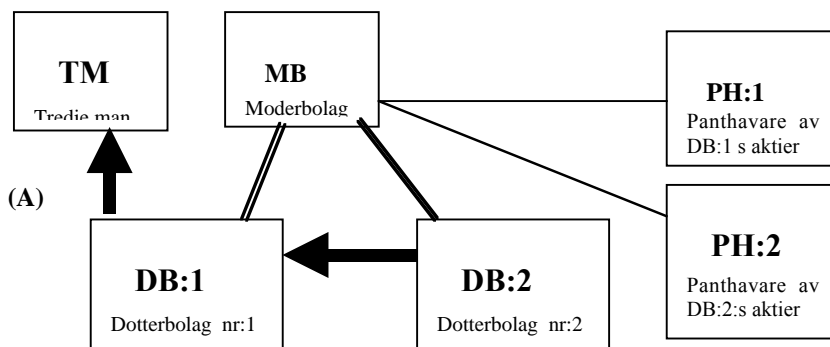 TM
Tredje man
MB
Moderbolag
PH:1
Panthavare av
DB:1 s aktier
(A)
DB:1
Dotterbolag nr:1
DB:2
Dotterbolag nr:2
PH:2
Panthavare av
DB:2:s aktier